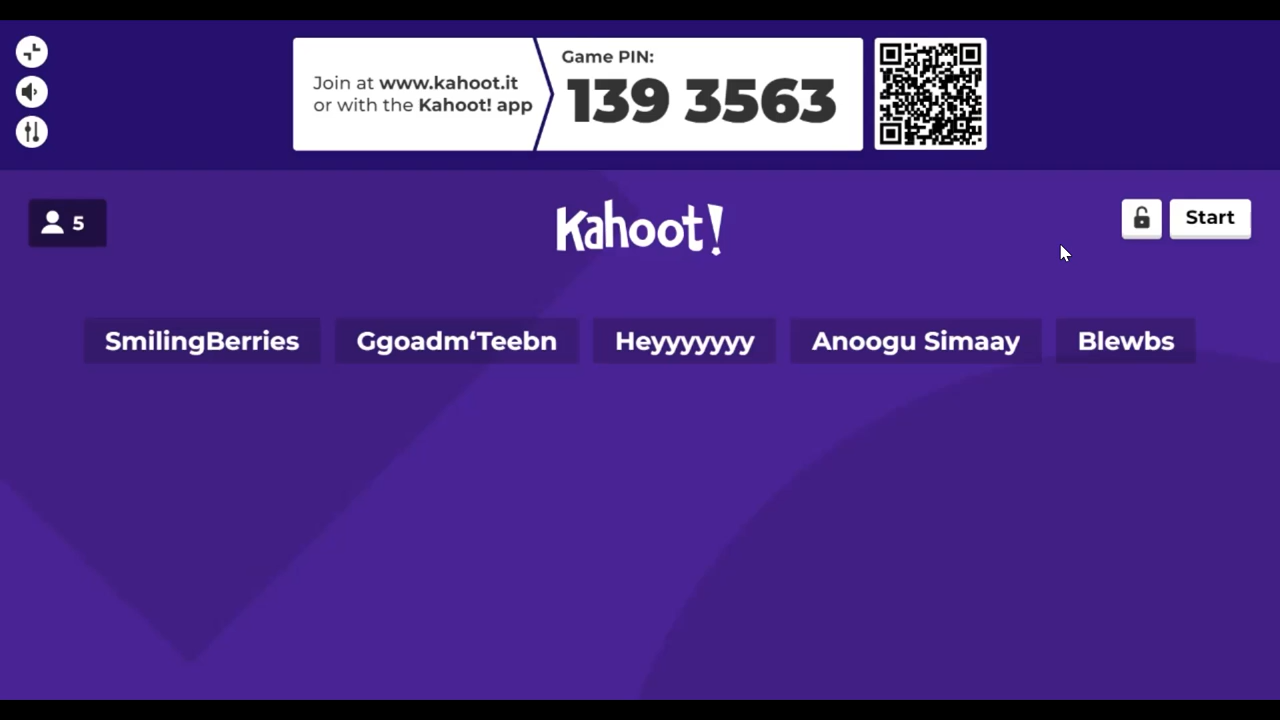 Join at www.kahoot.it
or with the Kahoot! app
Game PIN:
139 3563
5
Kahoot!
Start
SmilingBerries
Ggoadm‘Teebn
Heyyyyyyy
Anoogu Simaay
Blewbs